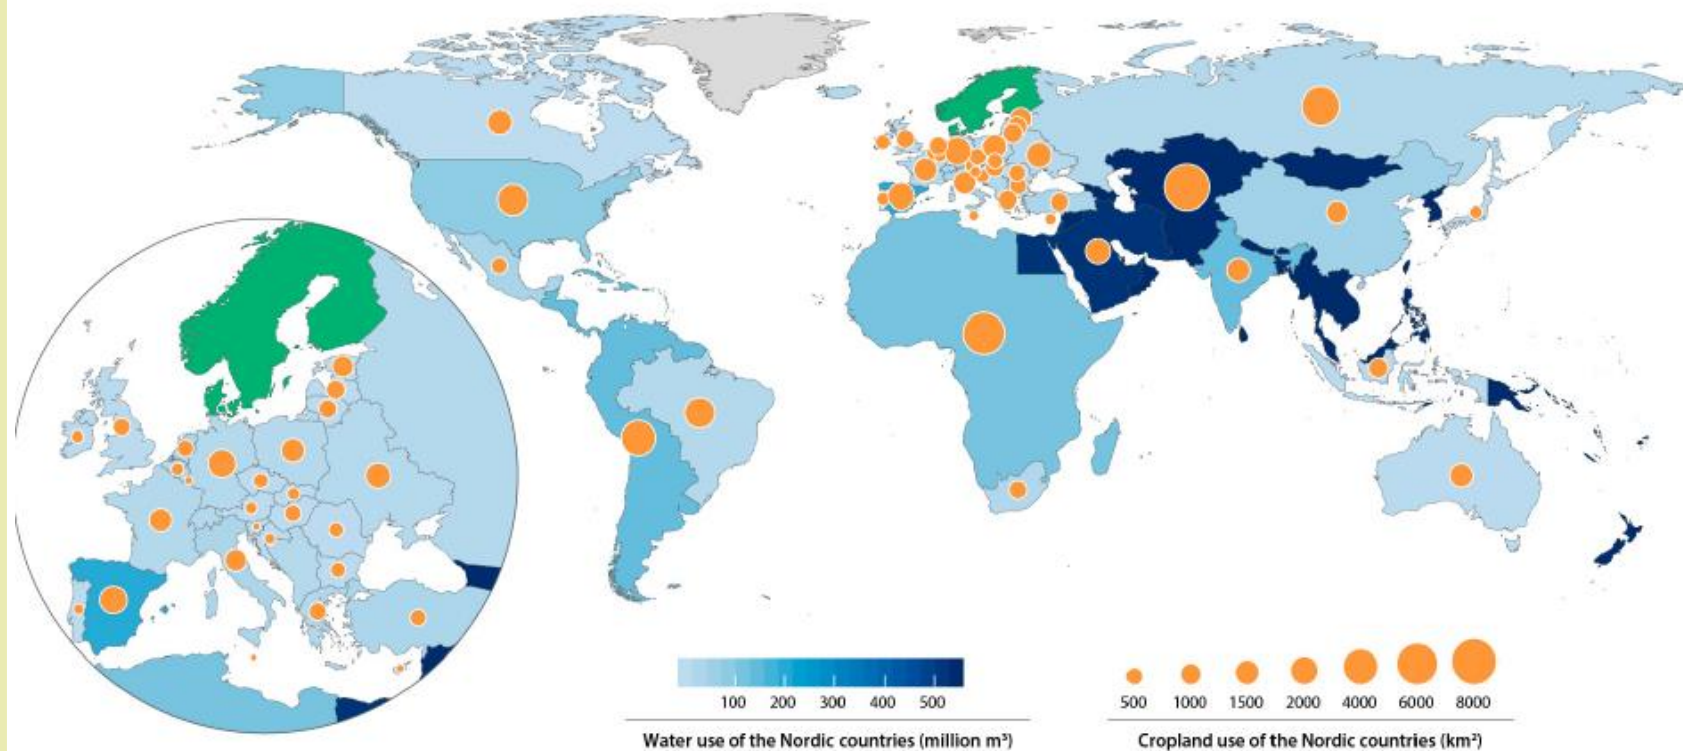 100 200 300 400 500
Water use of the Nordic countries (million m³)
500 1000 1500 2000 4000 6000 8000
Cropland use of the Nordic countries (km²)